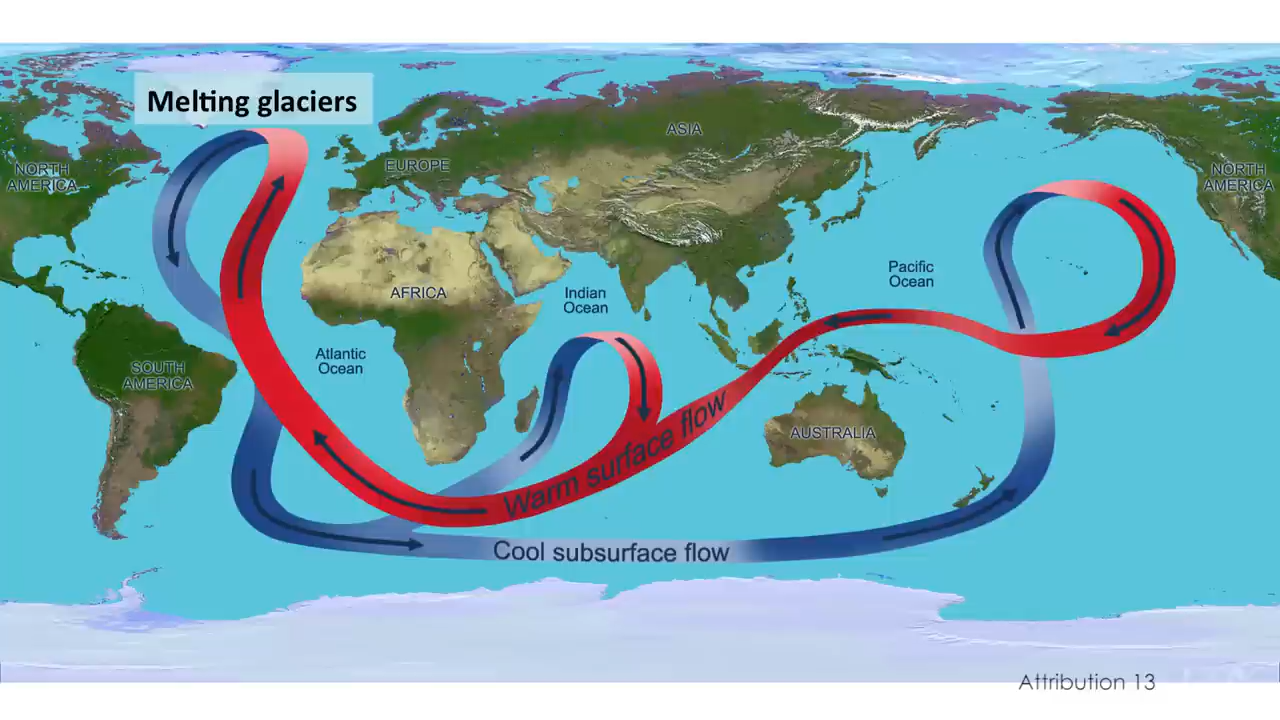 Melting glaciers
ASIA
EUROPE
NORTH
AMERICA
NORTH
AMERICA
Pacific
Ocean
AFRICA
Indian
Ocean
Atlantic
Ocean
SOUTH
AMERICA
Warm surface flow
AUSTRALIA
Cool subsurface flow
Attribution 13